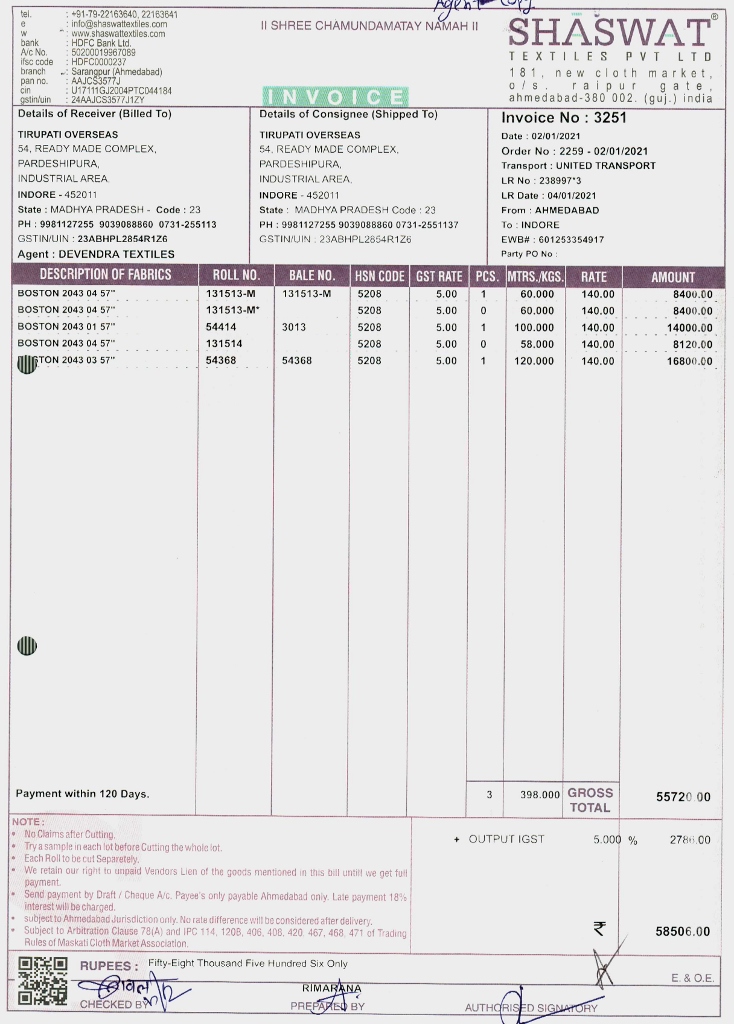 Agent Copy
tel. : +91-79-22163640, 22163641
e : info@shaswattextiles.com
w : www.shaswattextiles.com
bank : HDFC Bank Ltd.
A/c No. : 50200019967089
ifsc code : HDFC0000237
branch : Sarangpur (Ahmedabad)
pan no. : AAJCS3577J
cin : U17111GJ2004PTC044184
gstin/uin : 24AAJCS3577J1ZY
II SHREE CHAMUNDAMATAY NAMAH II
INVOICE
SHASWAT®
TEXTILES PVT LTD
181, new cloth market,
o/s. raipur gate,
ahmedabad-380 002. (guj.) india
Details of Receiver (Billed To)
TIRUPATI OVERSEAS
54, READY MADE COMPLEX,
PARDESHIPURA,
INDUSTRIAL AREA.
INDORE - 452011
State : MADHYA PRADESH - Code : 23
PH : 9981127255 9039088860 0731-255113
GSTIN/UIN : 23ABHPL2854R1Z6
Agent : DEVENDRA TEXTILES
Details of Consignee (Shipped To)
TIRUPATI OVERSEAS
54, READY MADE COMPLEX,
PARDESHIPURA,
INDUSTRIAL AREA,
INDORE - 452011
State : MADHYA PRADESH Code : 23
PH : 9981127255 9039088860 0731-2551137
GSTIN/UIN : 23ABHPL2854R1Z6
Invoice No : 3251
Date : 02/01/2021
Order No : 2259 - 02/01/2021
Transport : UNITED TRANSPORT
LR No : 238997*3
LR Date : 04/01/2021
From : AHMEDABAD
To : INDORE
EWB# : 601253354917
Party PO No :
DESCRIPTION OF FABRICS ROLL NO. BALE NO. HSN CODE GST RATE PCS. MTRS./KGS. RATE AMOUNT
BOSTON 2043 04 57" 131513-M 131513-M 5208 5.00 1 60.000 140.00 8400.00
BOSTON 2043 04 57" 131513-M* 5208 5.00 0 60.000 140.00 8400.00
BOSTON 2043 01 57" 54414 3013 5208 5.00 1 100.000 140.00 14000.00
BOSTON 2043 04 57" 131514 5208 5.00 0 58.000 140.00 8120.00
BOSTON 2043 03 57" 54368 54368 5208 5.00 1 120.000 140.00 16800.00
Payment within 120 Days. 3 398.000 GROSS TOTAL 55720.00
NOTE :
• No Claims after Cutting.
• Try a sample in each lot before Cutting the whole lot.
• Each Roll to be cut Separately.
• We retain our right to unpaid Vendors Lien of the goods mentioned in this bill untill we get full
payment.
• Send payment by Draft / Cheque A/c. Payee's only payable Ahmedabad only. Late payment 18%
interest will be charged.
• subject to Ahmedabad Jurisdiction only. No rate difference will be considered after delivery.
• Subject to Arbitration Clause 78(A) and IPC 114, 1208, 406, 408, 420, 467, 468, 471 of Trading
Rules of Maskati Cloth Market Association.
+ OUTPUT IGST 5.000 % 2786.00
₹ 58506.00
RUPEES : Fifty-Eight Thousand Five Hundred Six Only
E. & O.E.
RIMARANA
CHECKED BY PREPARED BY AUTHORISED SIGNATORY